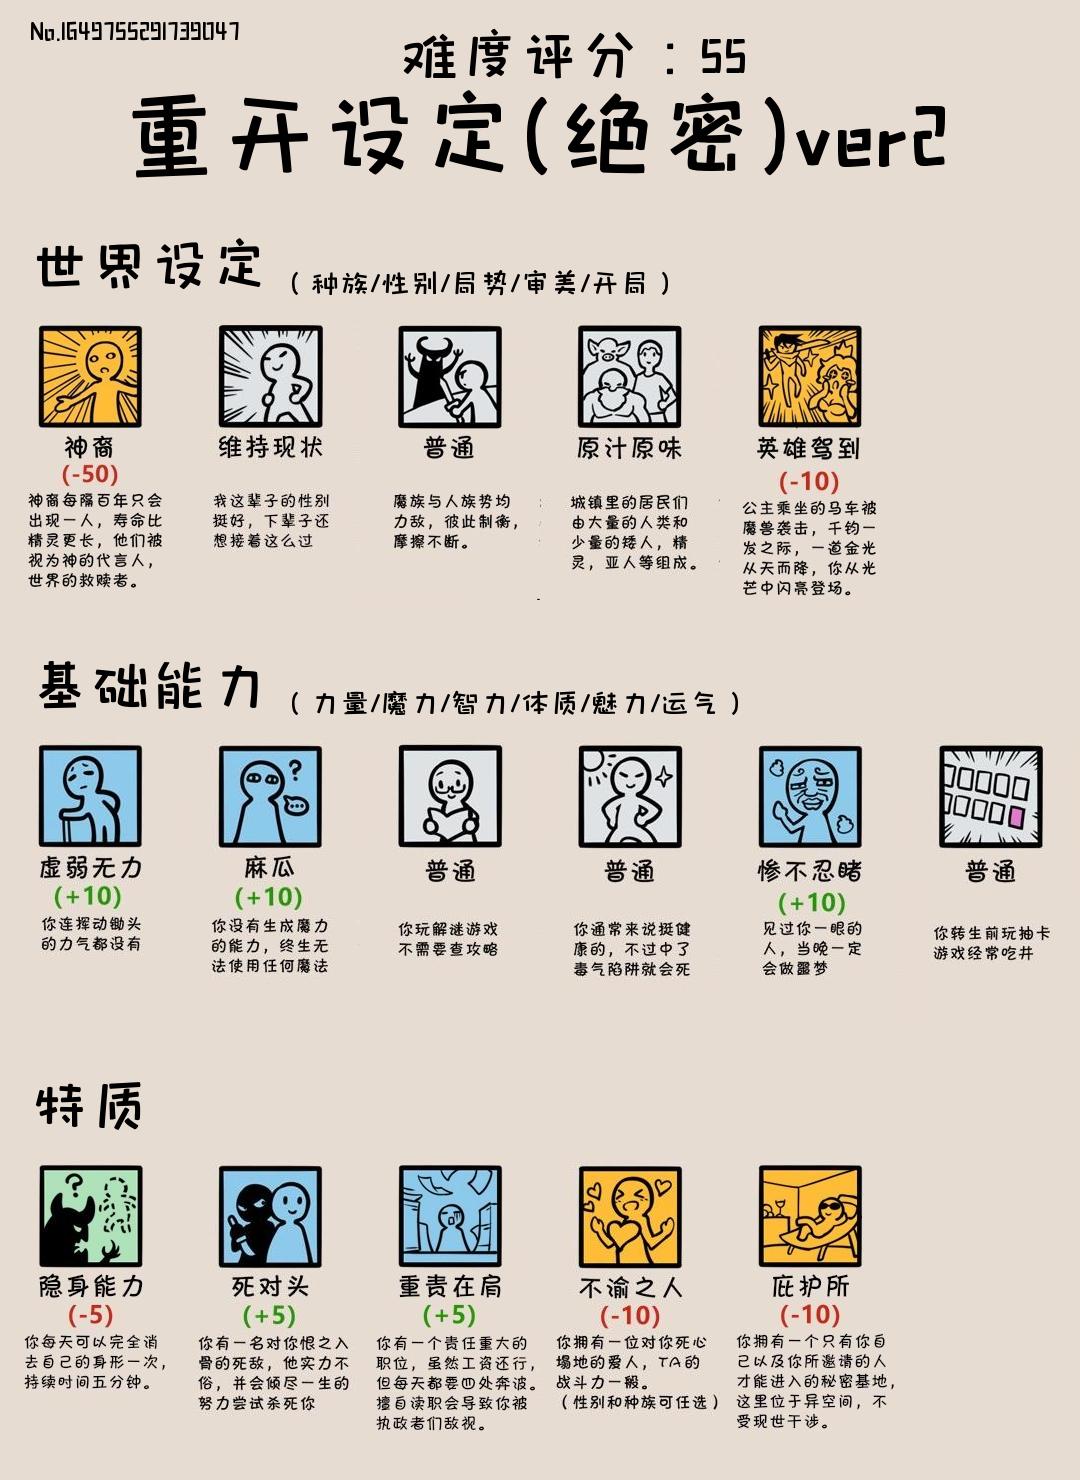 No.1649755291739047
难度评分：55
重开设定(绝密)ver2
世界设定（种族/性别/局势/审美/开局）
神裔
(-50)
神裔每隔百年只会
出现一人，寿命比
精灵更长，他们被
视为神的代言人，
世界的救赎者。
维持现状
我这辈子的性别
挺好，下辈子还
想接着这么过
普通
魔族与人族势均
力敌，彼此制衡，
摩擦不断。
原汁原味
城镇里的居民们
由大量的人类和
少量的矮人，精
灵，亚人等组成。
英雄驾到
(-10)
公主乘坐的马车被
魔兽袭击，千钧一
发之际，一道金光
从天而降，你从光
芒中闪亮登场。
基础能力（力量/魔力/智力/体质/魅力/运气）
虚弱无力
(+10)
你连挥动锄头
的力气都没有
麻瓜
(+10)
你没有生成魔力
的能力，终生无
法使用任何魔法
普通
你玩解谜游戏
不需要查攻略
普通
你通常来说挺健
康的，不过中了
毒气陷阱就会死
惨不忍睹
(+10)
见过你一眼的
人，当晚一定
会做噩梦
普通
你转生前玩抽卡
游戏经常吃井
特质
隐身能力
(-5)
你每天可以完全消
去自己的身形一次，
持续时间五分钟。
死对头
(+5)
你有一名对你恨之入
骨的死敌，他实力不
俗，并会倾尽一生的
努力尝试杀死你
重责在肩
(+5)
你有一个责任重大的
职位，虽然工资还行，
但每天都要四处奔波。
擅自读职会导致你被
执政者们敌视。
不渝之人
(-10)
你拥有一位对你死心
塌地的爱人，TA的
战斗力一般。
（性别和种族可任选）
庇护所
(-10)
你拥有一个只有你自
己以及你所邀请的人
才能进入的秘密基地，
这里位于异空间，不
受现世干涉。